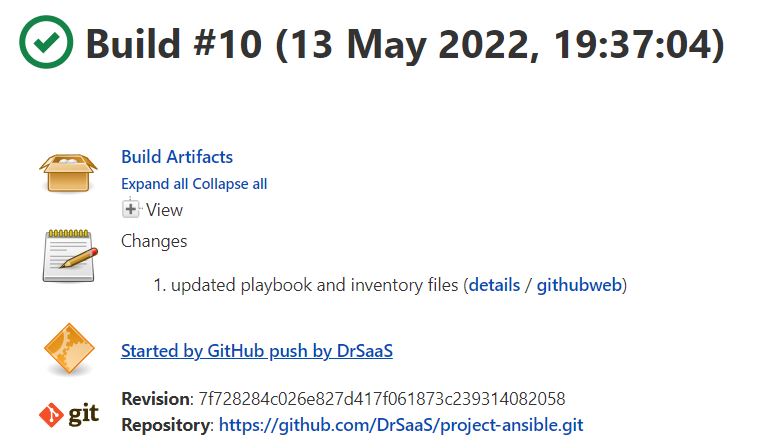 Build #10 (13 May 2022, 19:37:04)
Build Artifacts
Expand all Collapse all
View
Changes
1. updated playbook and inventory files (details / githubweb)
Started by GitHub push by DrSaaS
git
Revision: 7f728284c026e827d417f061873c239314082058
Repository: https://github.com/DrSaaS/project-ansible.git